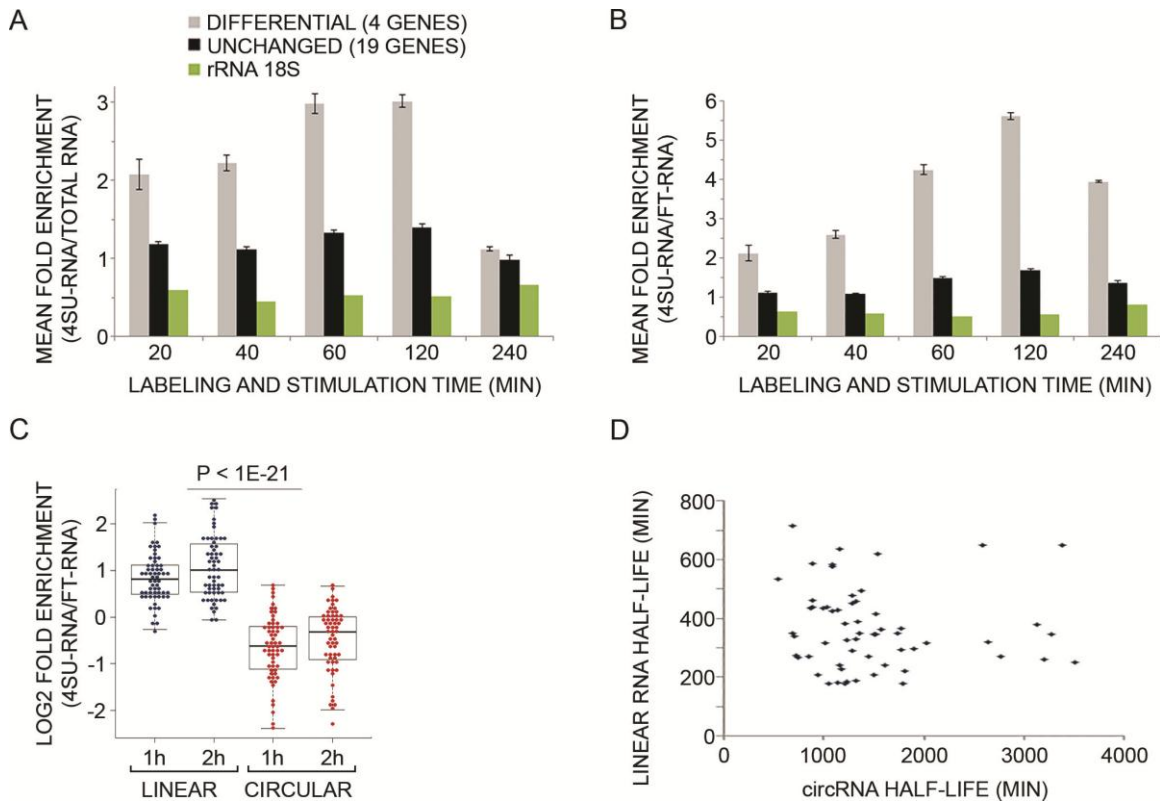 A
DIFFERENTIAL (4 GENES)
UNCHANGED (19 GENES)
rRNA 18S
MEAN FOLD ENRICHMENT
(4SU-RNA/TOTAL RNA)
3
2
1
0
20 40 60 120 240
LABELING AND STIMULATION TIME (MIN)
B
MEAN FOLD ENRICHMENT
(4SU-RNA/FT-RNA)
6
5
4
3
2
1
0
20 40 60 120 240
LABELING AND STIMULATION TIME (MIN)
C
P < 1E-21
LOG2 FOLD ENRICHMENT
(4SU-RNA/FT-RNA)
2
1
0
-1
-2
1h 2h 1h 2h
LINEAR CIRCULAR
D
LINEAR RNA HALF-LIFE (MIN)
800
600
400
200
0
0 1000 2000 3000 4000
circRNA HALF-LIFE (MIN)